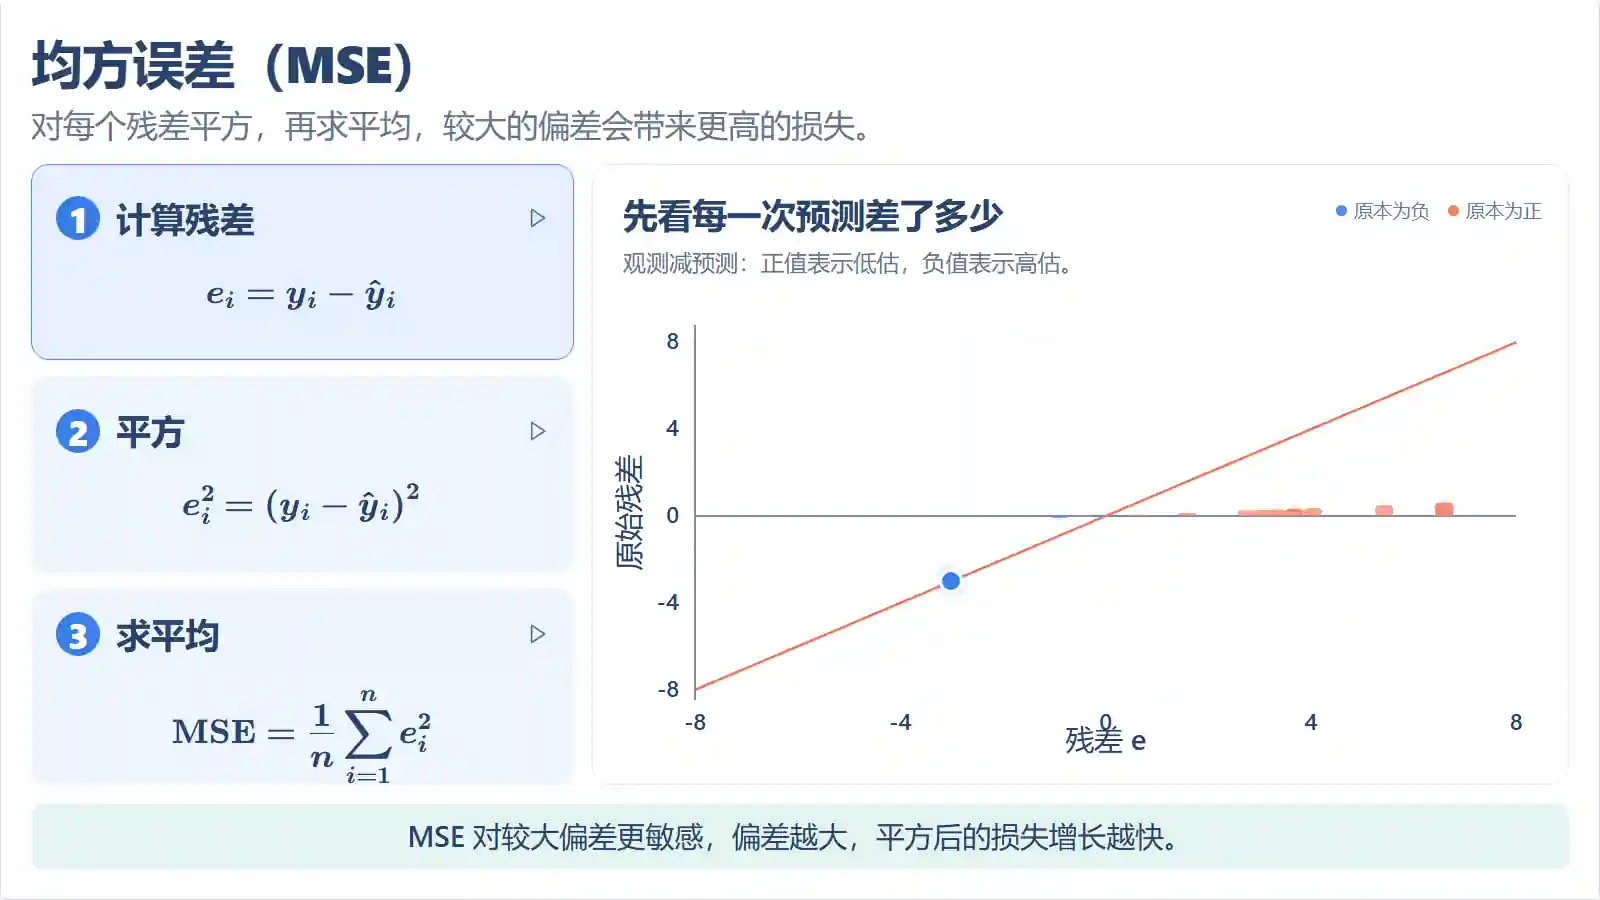 均方误差（MSE）
对每个残差平方，再求平均，较大的偏差会带来更高的损失。
1 计算残差
e_i = y_i − ŷ_i
2 平方
e_i^2 = (y_i − ŷ_i)^2
3 求平均
MSE = \frac{1}{n} \sum_{i=1}^{n} e_i^2
先看每一次预测差了多少
原本为负 原本为正
观测减预测：正值表示低估，负值表示高估。
原始残差
8
4
0
-4
-8
-8 -4 0 4 8
残差 e
MSE 对较大偏差更敏感，偏差越大，平方后的损失增长越快。